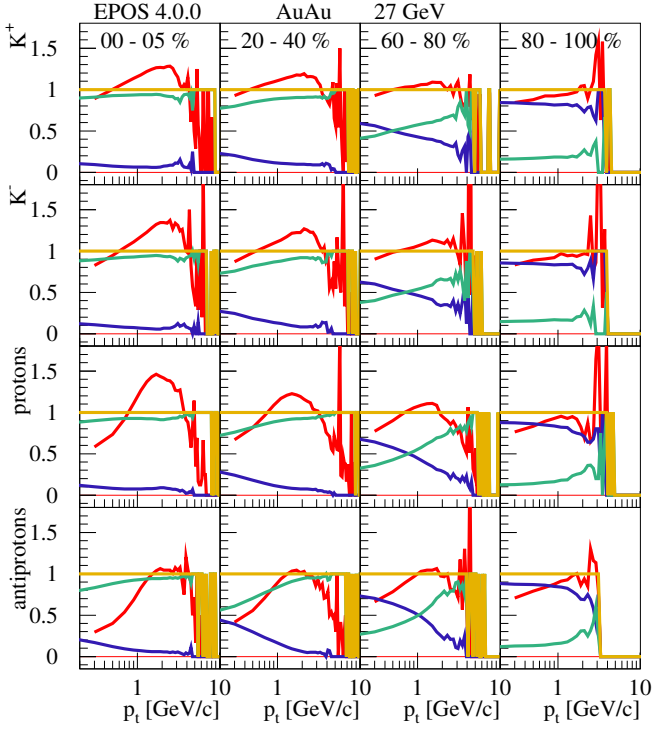 EPOS 4.0.0 AuAu 27 GeV
K+ 00 - 05 % 20 - 40 % 60 - 80 % 80 - 100 %
1.5
1
0.5
0
K-
1.5
1
0.5
0
protons
1.5
1
0.5
0
antiprotons
1.5
1
0.5
0
1 10 1 10 1 10 1 10
pt [GeV/c] pt [GeV/c] pt [GeV/c] pt [GeV/c]